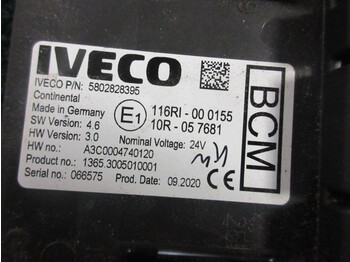 IVECO
IVECO P/N: 5802828395
Continental
Made in Germany
SW Version: 4.6
HW Version: 3.0
HW no.: A3C0004740120
Product no.: 1365.3005010001
Serial no.: 066575
E1
116RI - 00 0155
10R - 05 7681
Nominal Voltage: 24V
Prod. Date: 09.2020
BCM